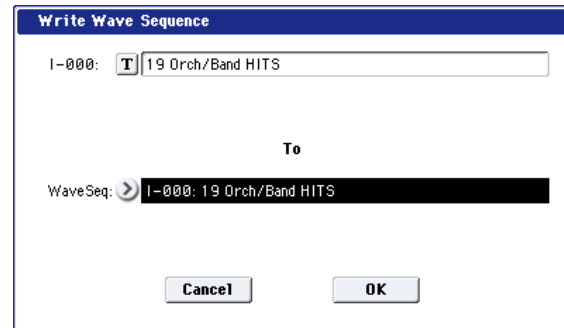 Write Wave Sequence
I-000: T 19 Orch/Band HITS
To
WaveSeq: I-000: 19 Orch/Band HITS
Cancel OK